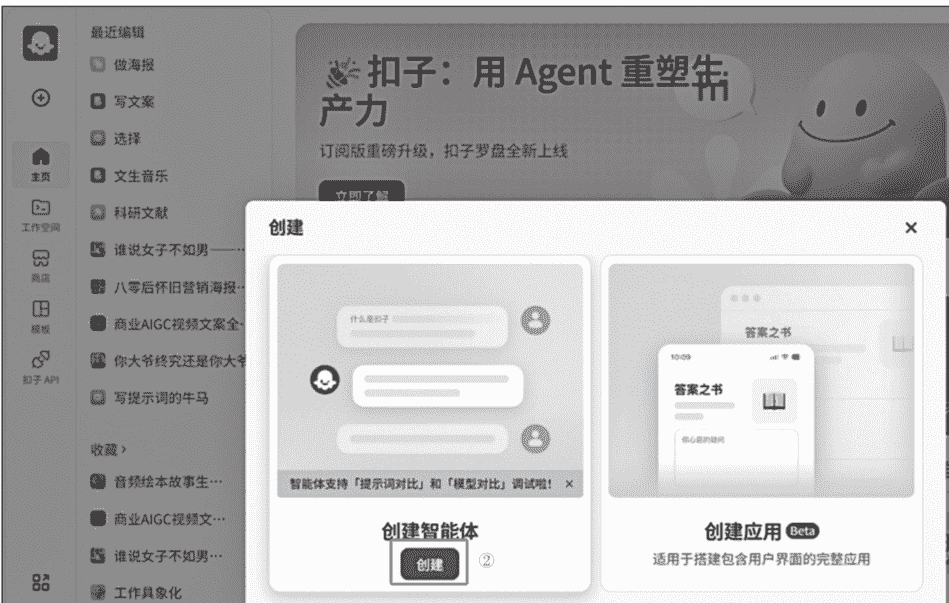 最近编辑
做海报
写文案
选择
文生音乐
科研文献
谁说女子不如男——…
八零后怀旧营销海报…
商业AIGC视频文案全…
你大爷终究还是你大爷
写提示词的牛马
收藏 >
音频绘本故事生…
商业AIGC视频文…
谁说女子不如男…
工作具象化
主页
工作空间
商店
模板
扣子 API
扣子：用 Agent 重塑生
产力
订阅版重磅升级，扣子罗盘全新上线
立即了解
创建
什么是扣子
智能体支持「提示词对比」和「模型对比」调试啦！ ×
创建智能体
创建 ②
答案之书
10:09
答案之书
你心底的疑问
创建应用 Beta
适用于搭建包含用户界面的完整应用